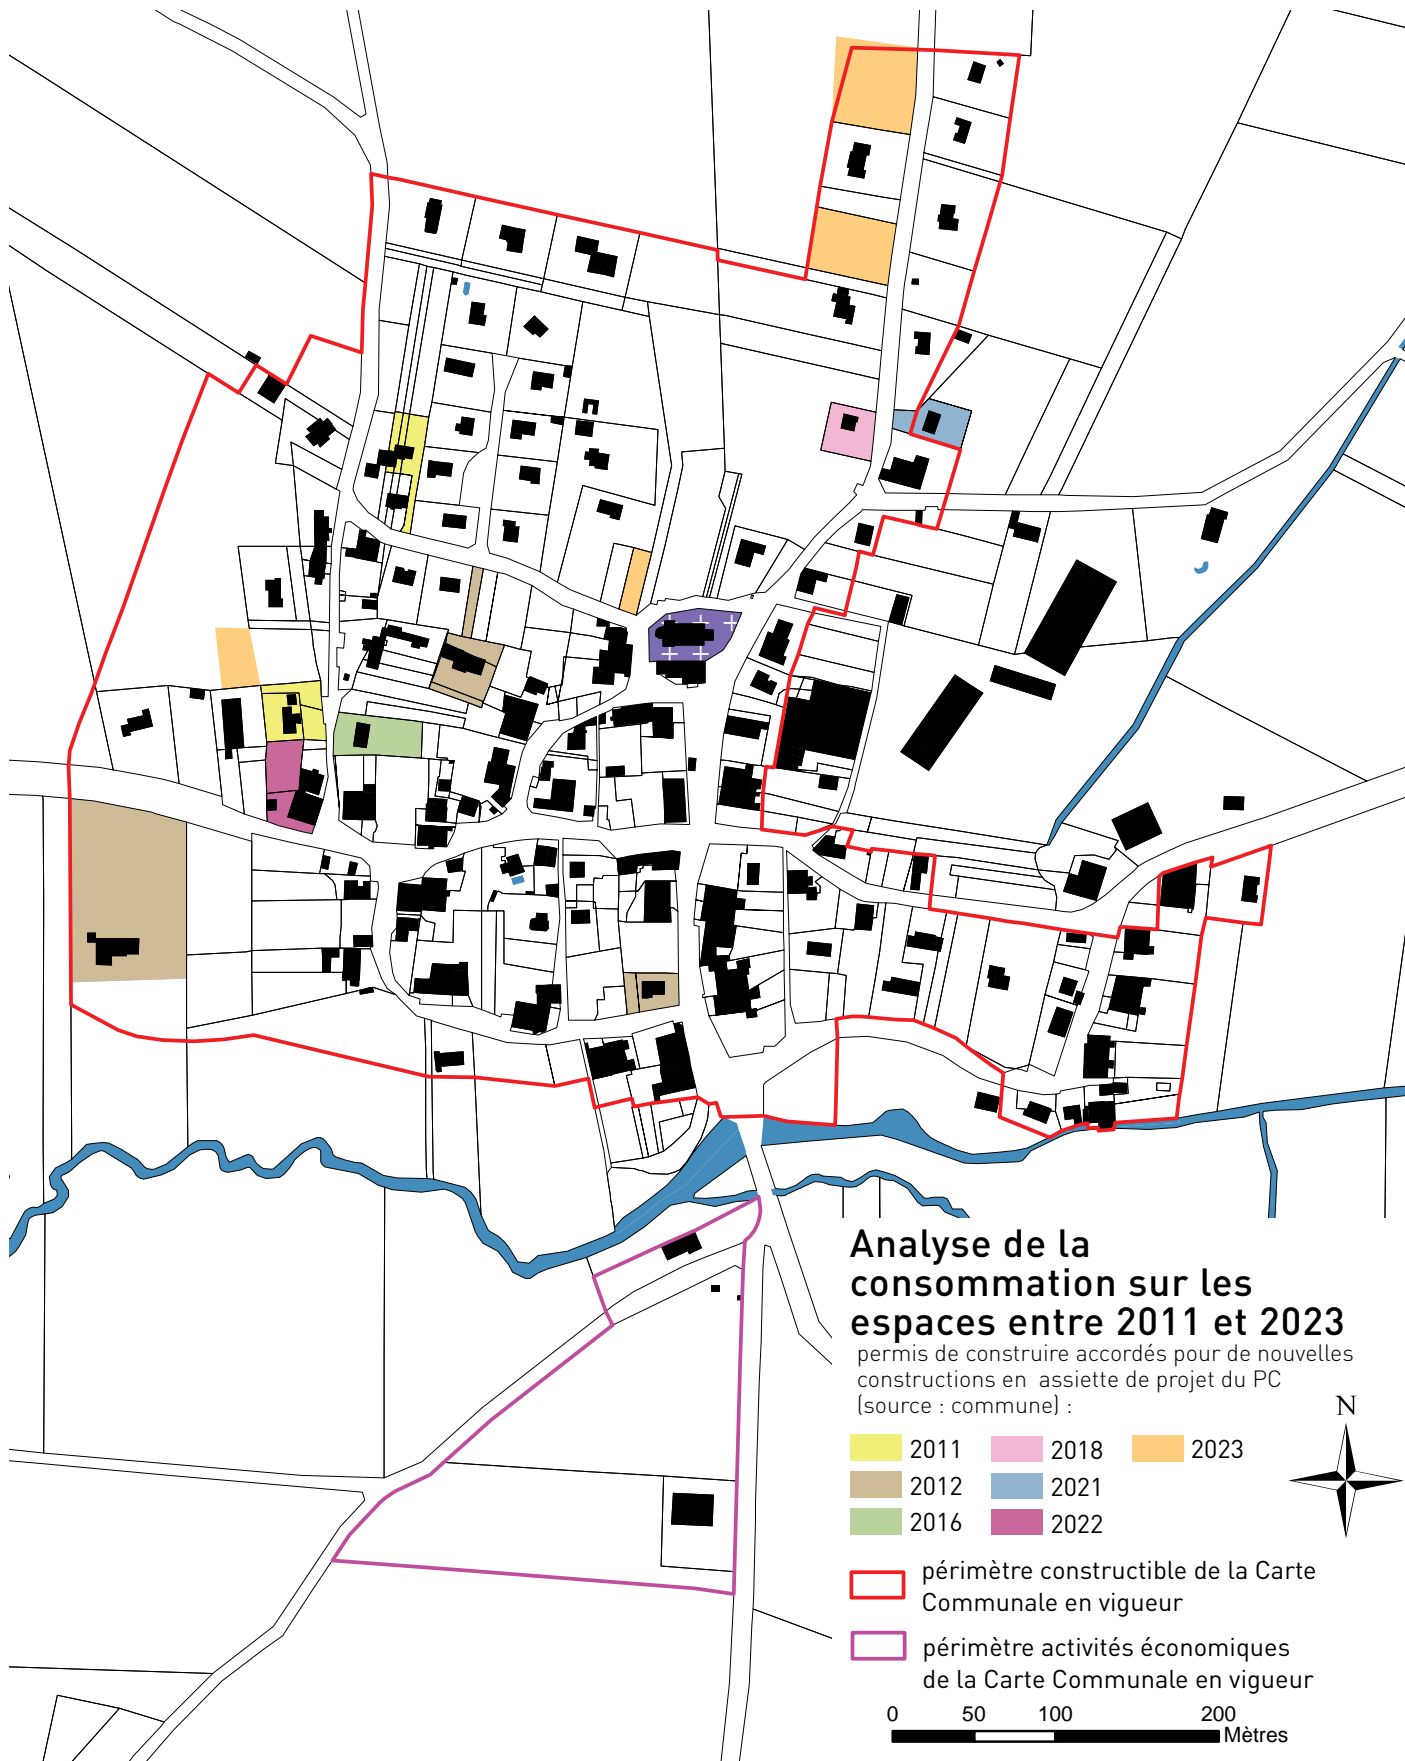 Analyse de la
consommation sur les
espaces entre 2011 et 2023
permis de construire accordés pour de nouvelles
constructions en assiette de projet du PC
(source : commune) :
N
2011 2018 2023
2012 2021
2016 2022
périmètre constructible de la Carte
Communale en vigueur
périmètre activités économiques
de la Carte Communale en vigueur
0 50 100 200
Mètres